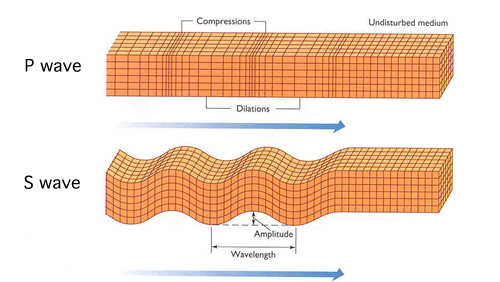 Compressions
Undisturbed medium
P wave
Dilations
S wave
Amplitude
Wavelength